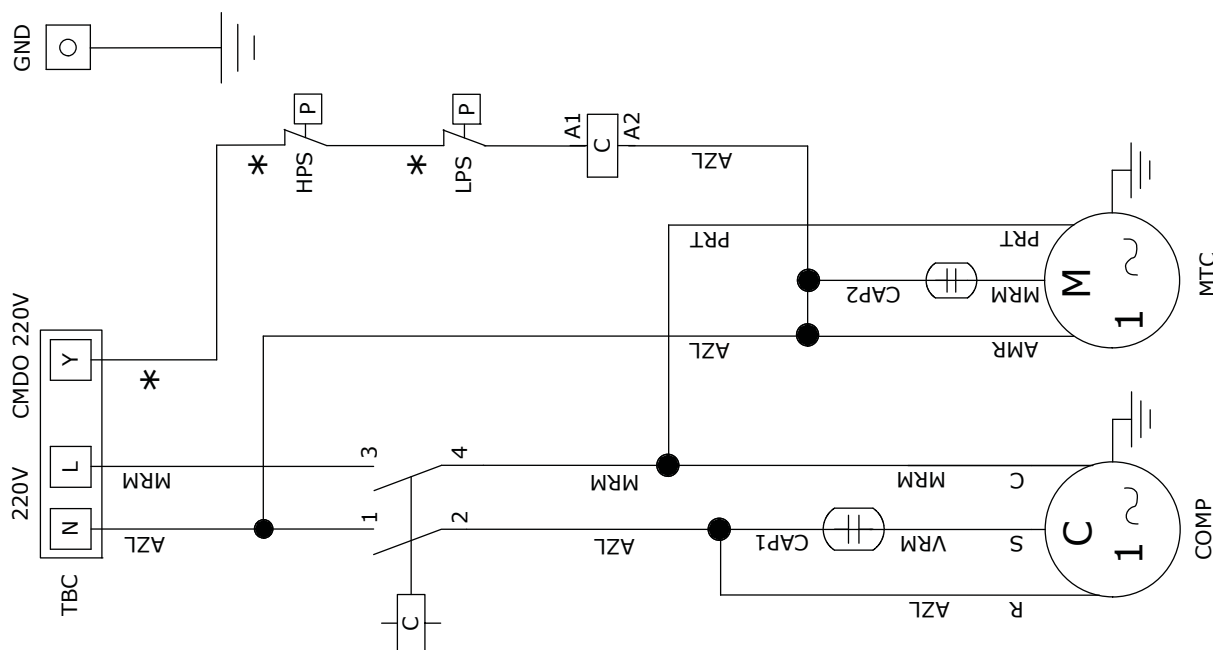 GND
TBC
220V
CMDO 220V
N
L
Y
AZL
MRM
*
*
HPS
P
*
LPS
P
A1
C
A2
AZL
PRT
PRT
CAP2
MRM
AZL
AMR
M
1
MTC
3
4
1
2
C
MRM
MRM
C
AZL
CAP1
VRM
S
AZL
R
C
1
COMP